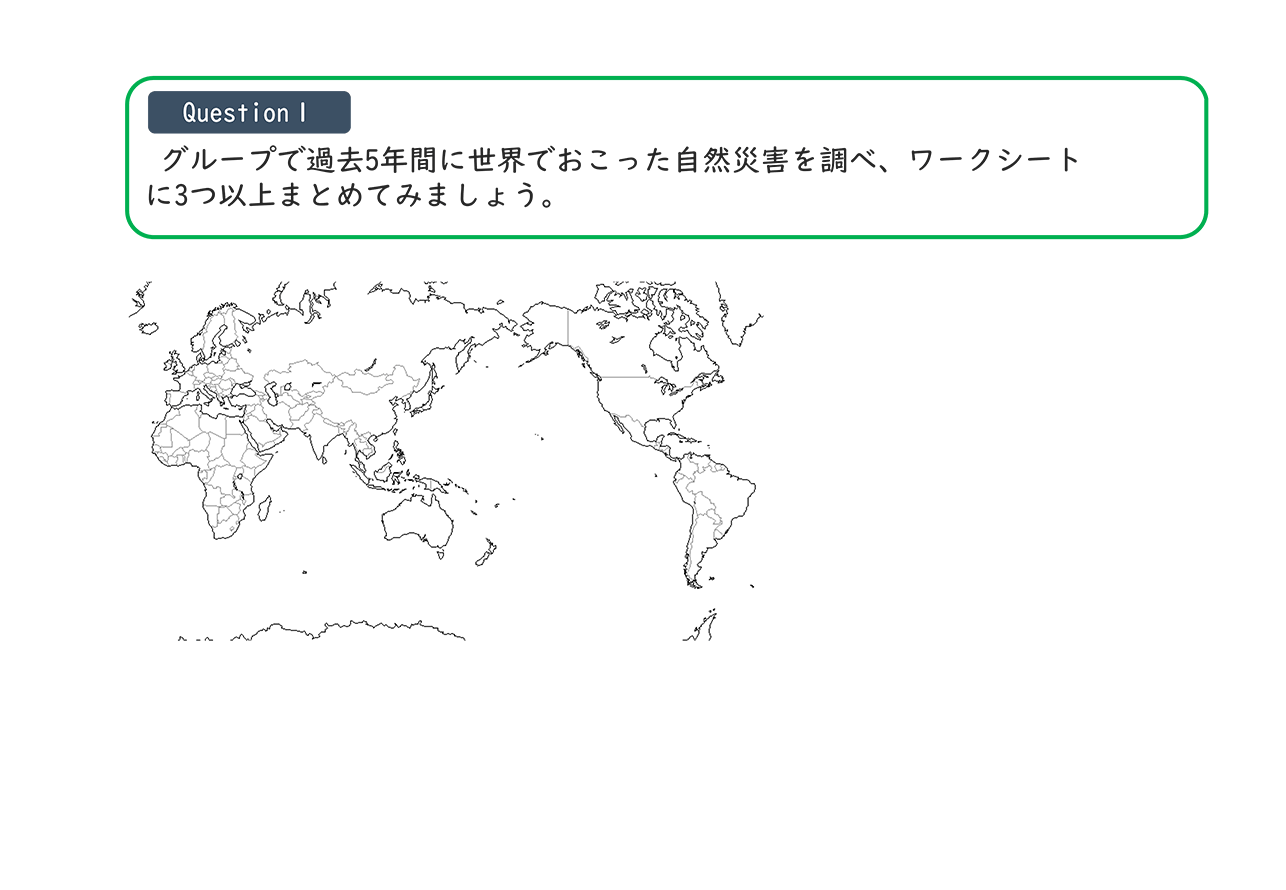 Question１
グループで過去5年間に世界でおこった自然災害を調べ、ワークシート
に3つ以上まとめてみましょう。